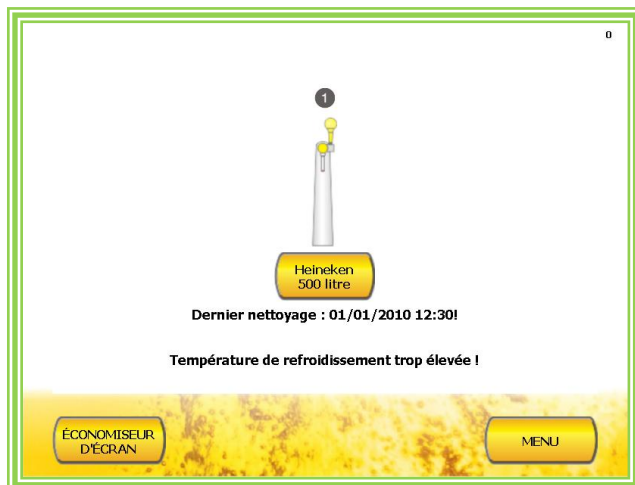 0
1
Heineken
500 litre
Dernier nettoyage : 01/01/2010 12:30!
Température de refroidissement trop élevée !
ÉCONOMISEUR
D'ÉCRAN
MENU